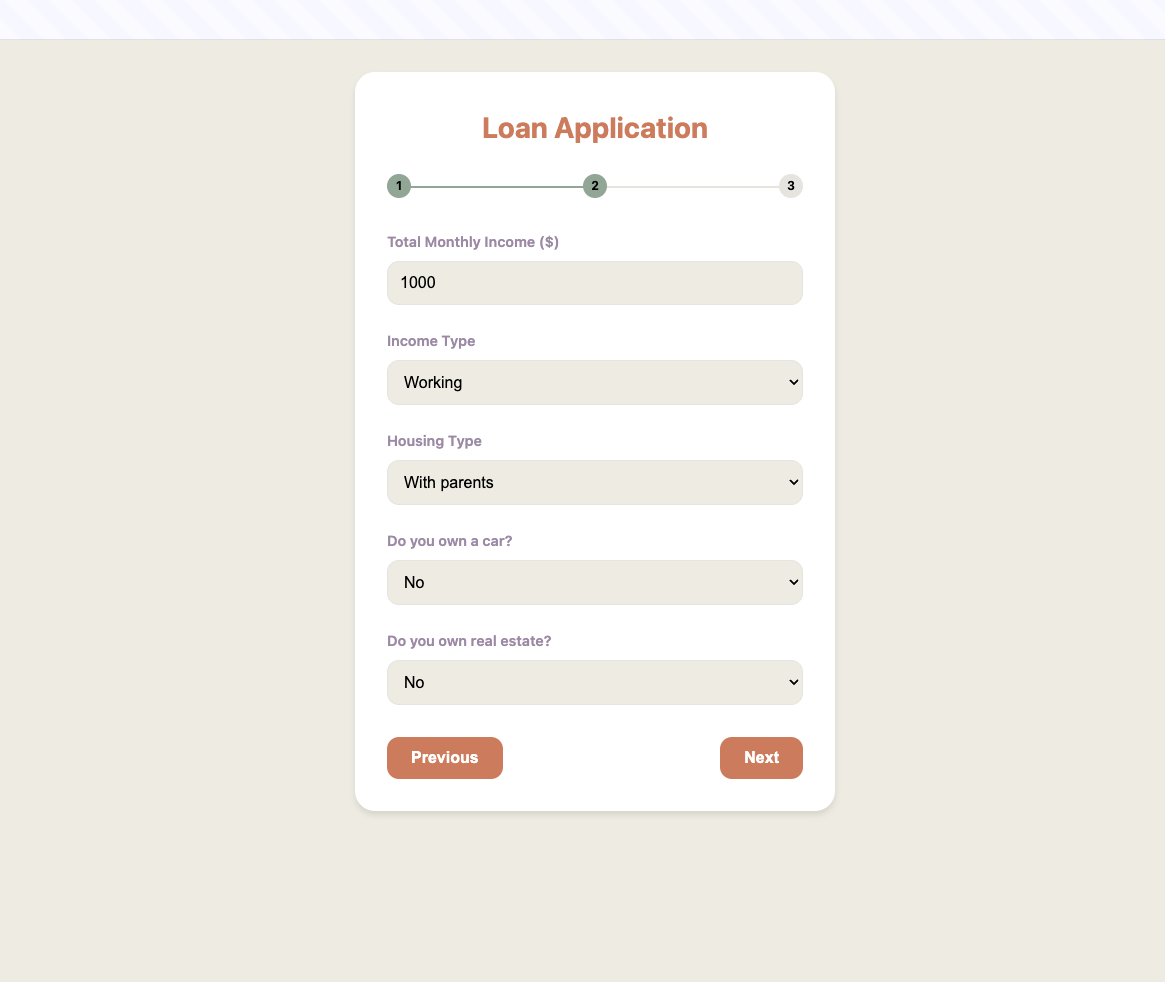 Loan Application
1 2 3
Total Monthly Income ($)
1000
Income Type
Working
Housing Type
With parents
Do you own a car?
No
Do you own real estate?
No
Previous Next